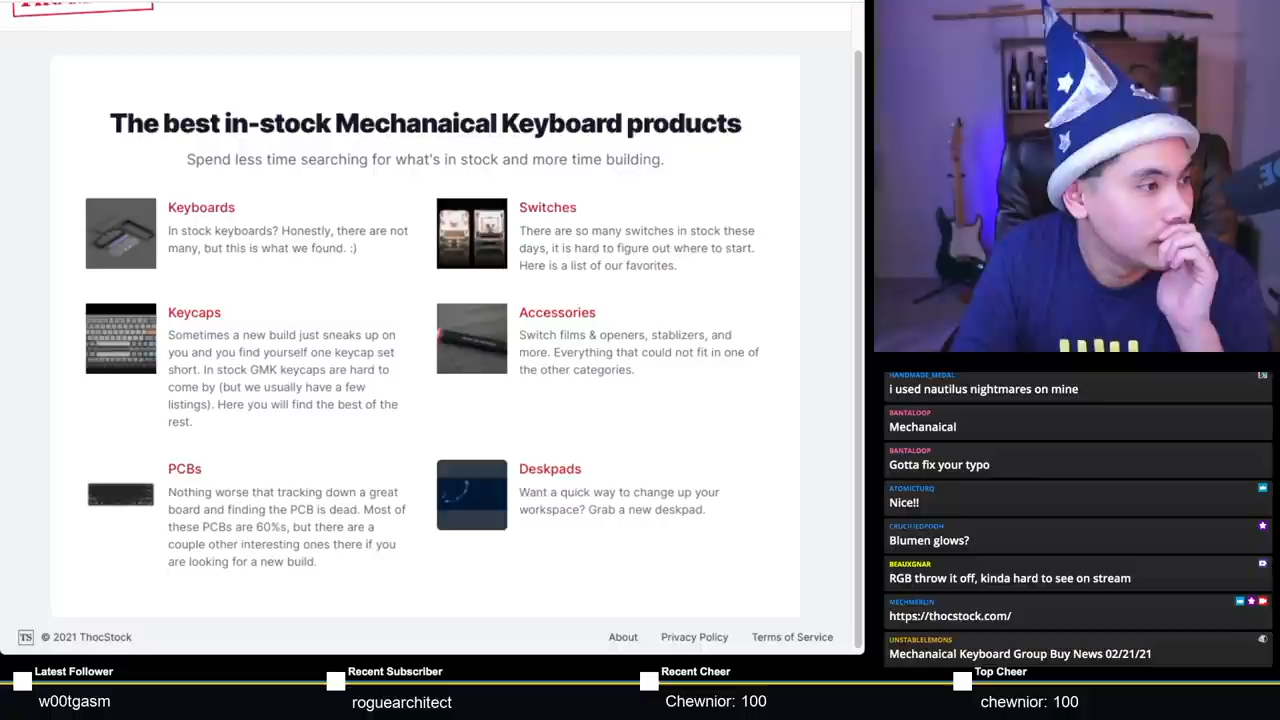 The best in-stock Mechanaical Keyboard products
Spend less time searching for what's in stock and more time building.
Keyboards
In stock keyboards? Honestly, there are not
many, but this is what we found. :)
Switches
There are so many switches in stock these
days, it is hard to figure out where to start.
Here is a list of our favorites.
Keycaps
Sometimes a new build just sneaks up on
you and you find yourself one keycap set
short. In stock GMK keycaps are hard to
come by (but we usually have a few
listings). Here you will find the best of the
rest.
Accessories
Switch films & openers, stablizers, and
more. Everything that could not fit in one of
the other categories.
PCBs
Nothing worse that tracking down a great
board and finding the PCB is dead. Most of
these PCBs are 60%s, but there are a
couple other interesting ones there if you
are looking for a new build.
Deskpads
Want a quick way to change up your
workspace? Grab a new deskpad.
TS © 2021 ThocStock
About Privacy Policy Terms of Service
HANDMADE_MEDAL
i used nautilus nightmares on mine
BANTALOOP
Mechanaical
BANTALOOP
Gotta fix your typo
ATOMICTURQ
Nice!!
CRUCIFIEDPOOH
Blumen glows?
BEAUXGNAR
RGB throw it off, kinda hard to see on stream
MECHMERLIN
https://thocstock.com/
UNSTABLELEMONS
Mechanaical Keyboard Group Buy News 02/21/21
Latest Follower
w00tgasm
Recent Subscriber
roguearchitect
Recent Cheer
Chewnior: 100
Top Cheer
chewnior: 100